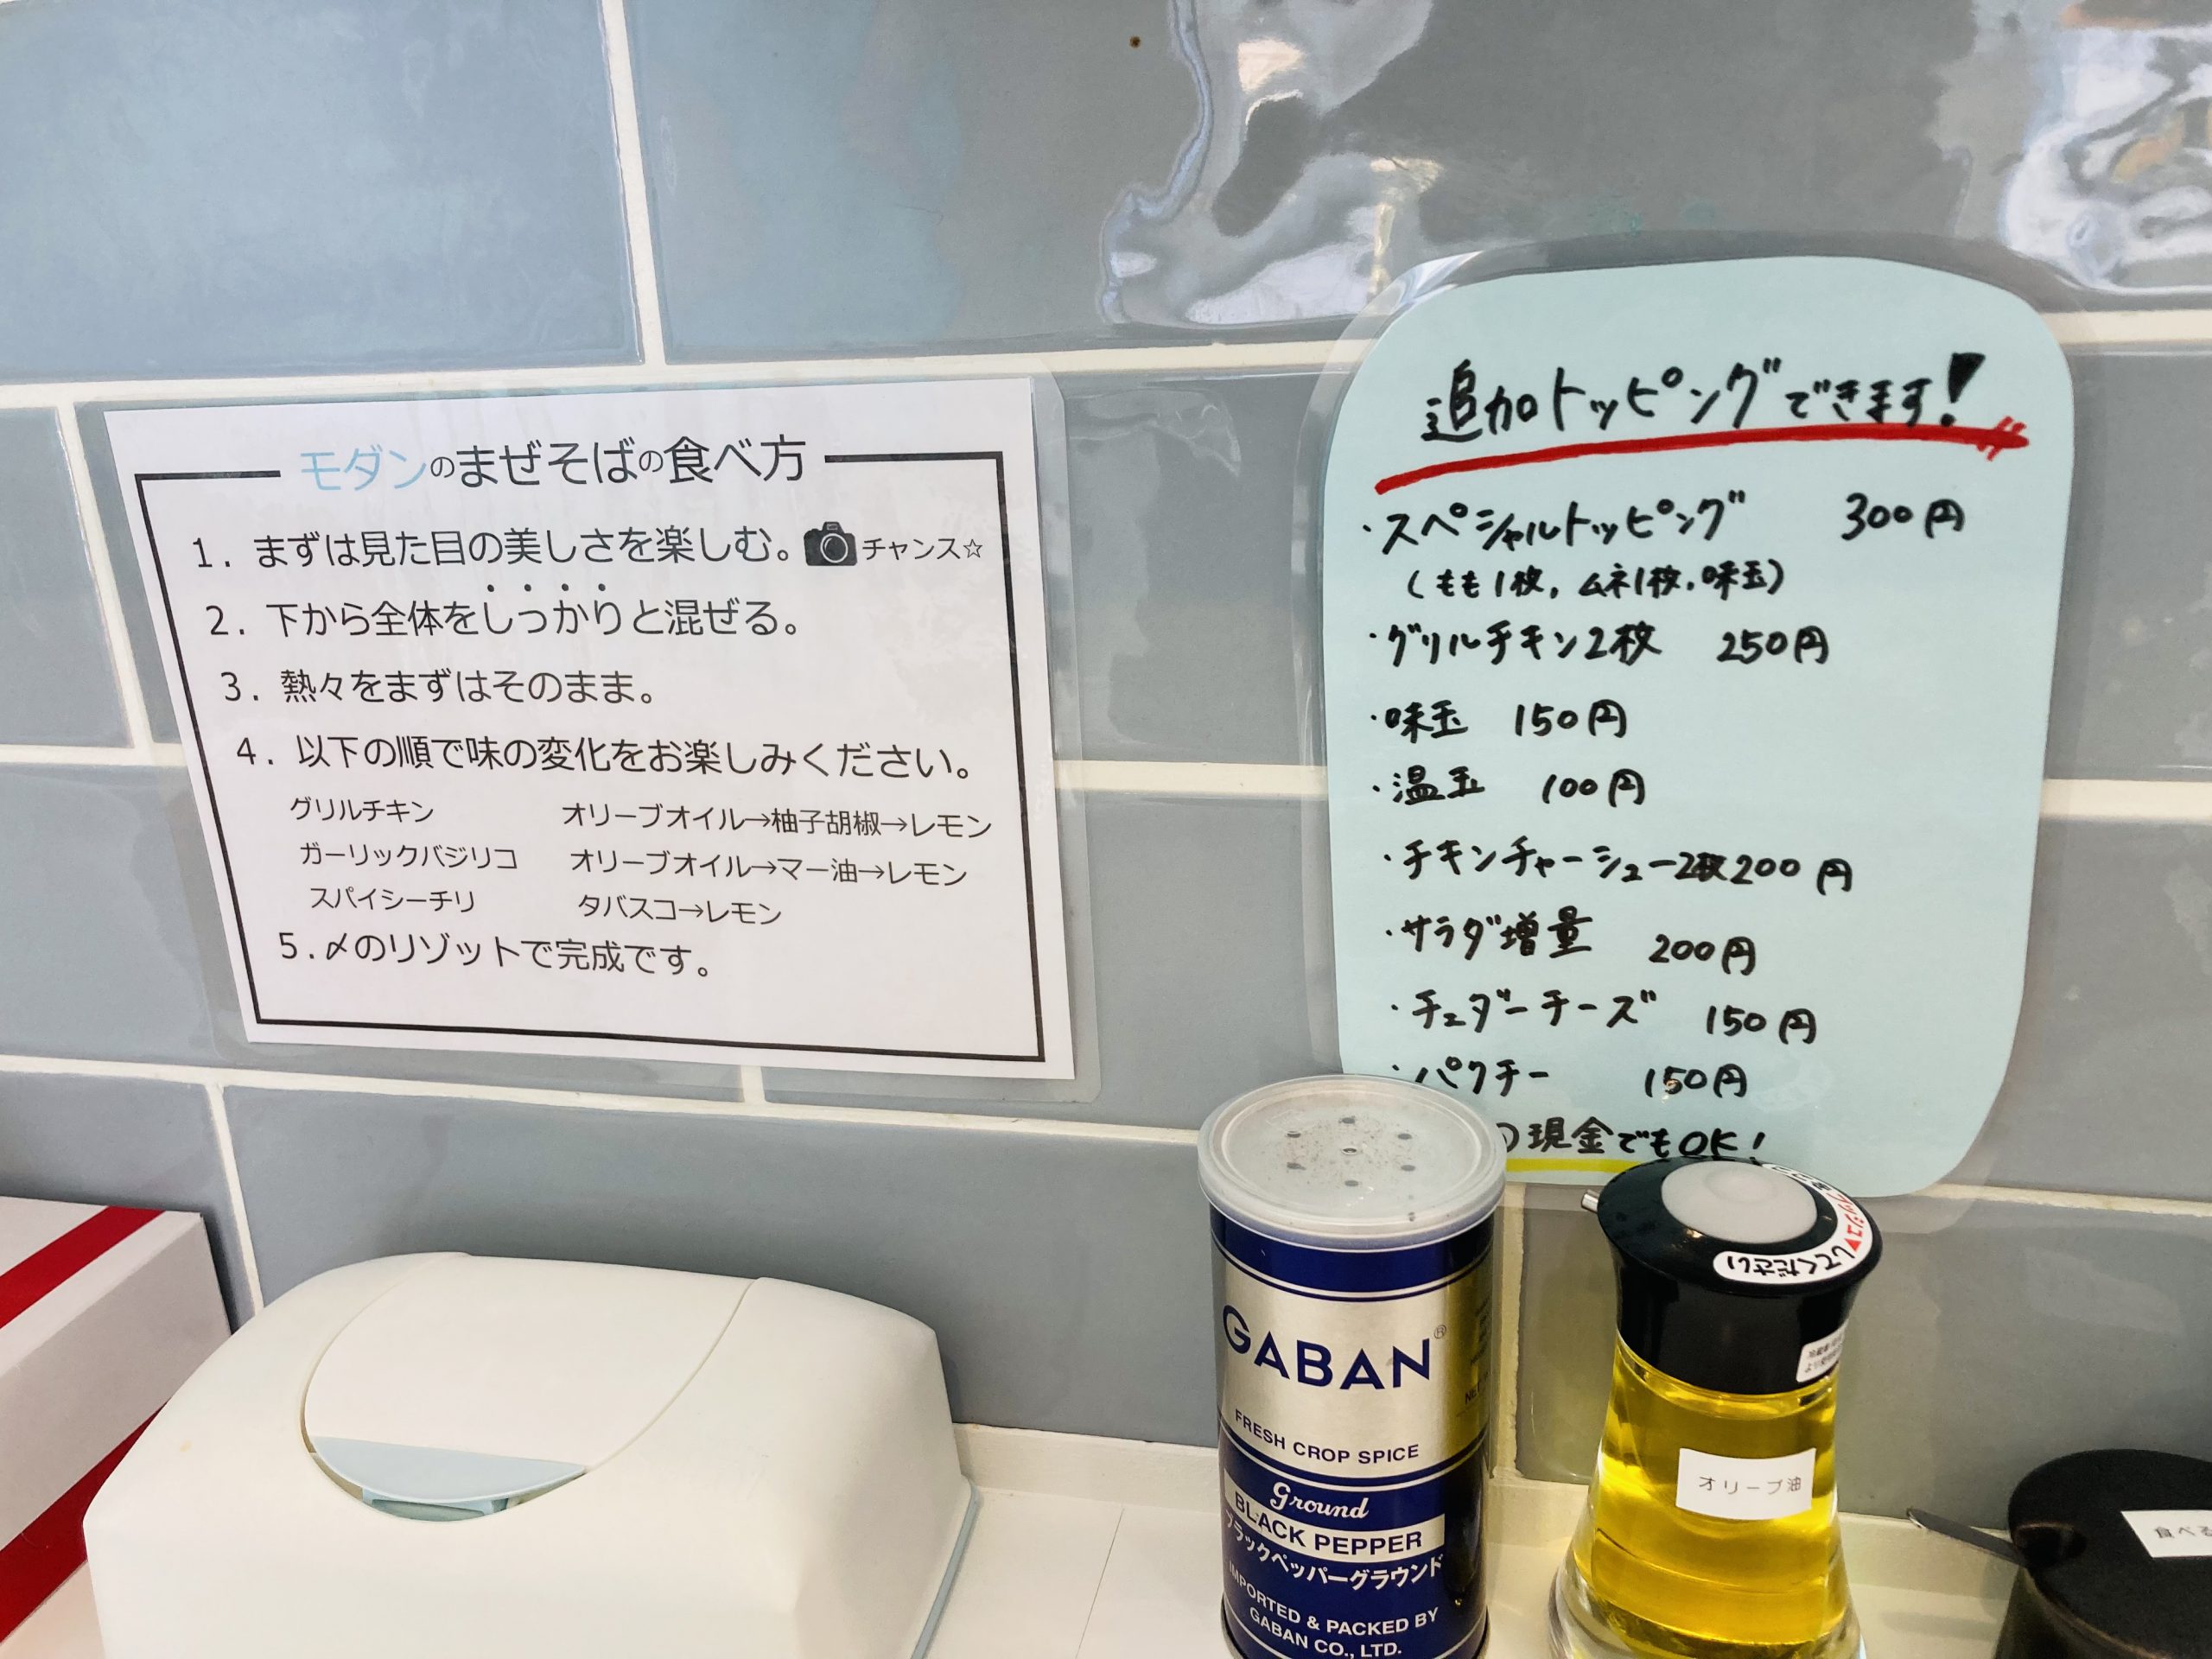 モダンのまぜそばの食べ方
1. まずは見た目の美しさを楽しむ。チャンス☆
2. 下から全体をしっかりと混ぜる。
3. 熱々をまずはそのまま。
4. 以下の順で味の変化をお楽しみください。
グリルチキン オリーブオイル→柚子胡椒→レモン
ガーリックバジリコ オリーブオイル→マー油→レモン
スパイシーチリ タバスコ→レモン
5.〆のリゾットで完成です。
追加トッピングできます!
・スペシャルトッピング 300円
(もも1枚,ムネ1枚,味玉)
・グリルチキン2枚 250円
・味玉 150円
・温玉 100円
・チキンチャーシュー2枚200円
・サラダ増量 200円
・チェダーチーズ 150円
・パクチー 150円
の現金でもOK!
GABAN®
FRESH CROP SPICE
Ground
BLACK PEPPER
ブラックペッパーグラウンド
IMPORTED & PACKED BY
GABAN CO., LTD.
してください
オリーブ油
食べる